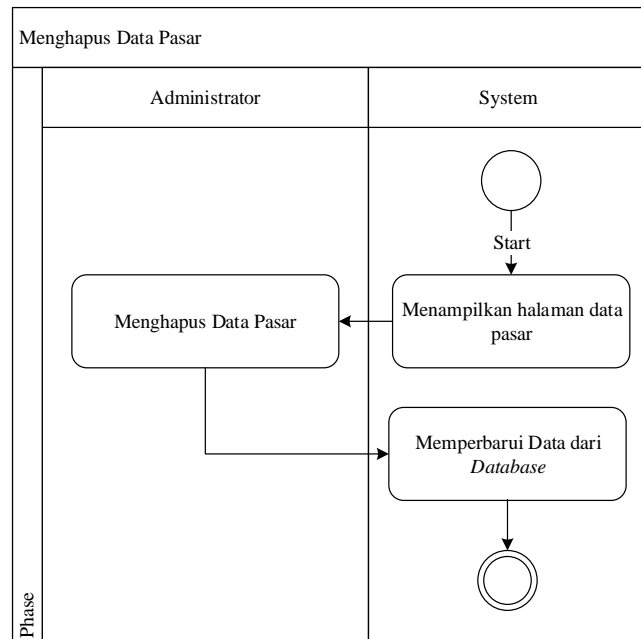 Menghapus Data Pasar
Administrator
System
Start
Menghapus Data Pasar
Menampilkan halaman data
pasar
Memperbarui Data dari
Database
Phase